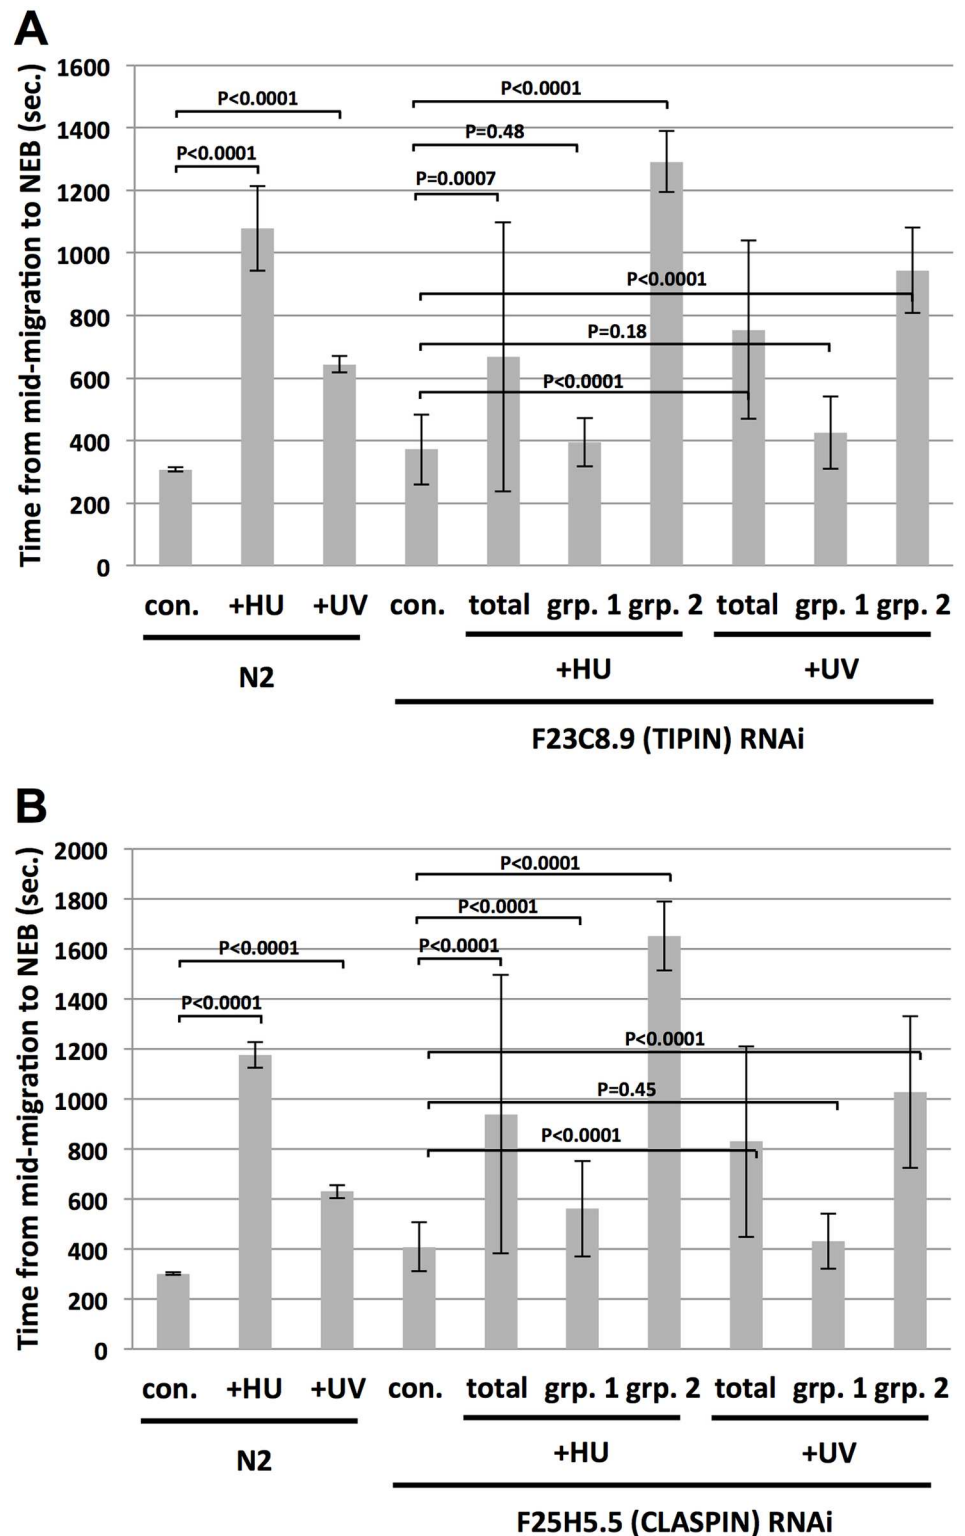 A
Time from mid-migration to NEB (sec.)
1600
1400
1200
1000
800
600
400
200
0
P<0.0001
P<0.0001
P<0.0001
P=0.48
P=0.0007
P<0.0001
P=0.18
P<0.0001
con. +HU +UV con. total grp. 1 grp. 2 total grp. 1 grp. 2
+HU +UV
N2
F23C8.9 (TIPIN) RNAi
B
Time from mid-migration to NEB (sec.)
2000
1800
1600
1400
1200
1000
800
600
400
200
0
P<0.0001
P<0.0001
P<0.0001
P<0.0001
P<0.0001
P<0.0001
P=0.45
P<0.0001
con. +HU +UV con. total grp. 1 grp. 2 total grp. 1 grp. 2
+HU +UV
N2
F25H5.5 (CLASPIN) RNAi